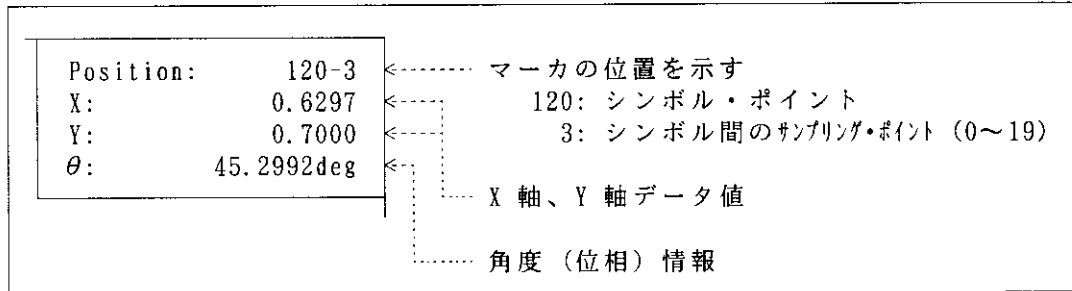 Position: 120-3 マーカの位置を示す
X: 0.6297 120: シンボル・ポイント
Y: 0.7000 3: シンボル間のサンプリング・ポイント (0〜19)
θ: 45.2992deg
X 軸、Y 軸データ値
角度 (位相) 情報